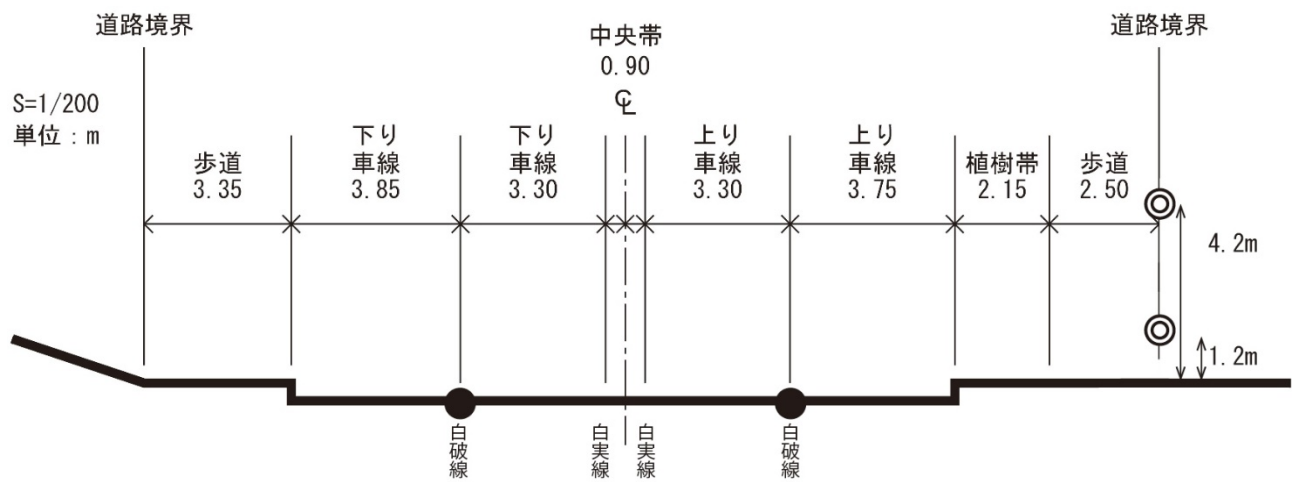 道路境界
道路境界
中央帯
0.90
℄
S=1/200
単位：m
歩道
3.35
下り
車線
3.85
下り
車線
3.30
上り
車線
3.30
上り
車線
3.75
植樹帯
2.15
歩道
2.50
4.2m
1.2m
白破線
白実線
白実線
白破線